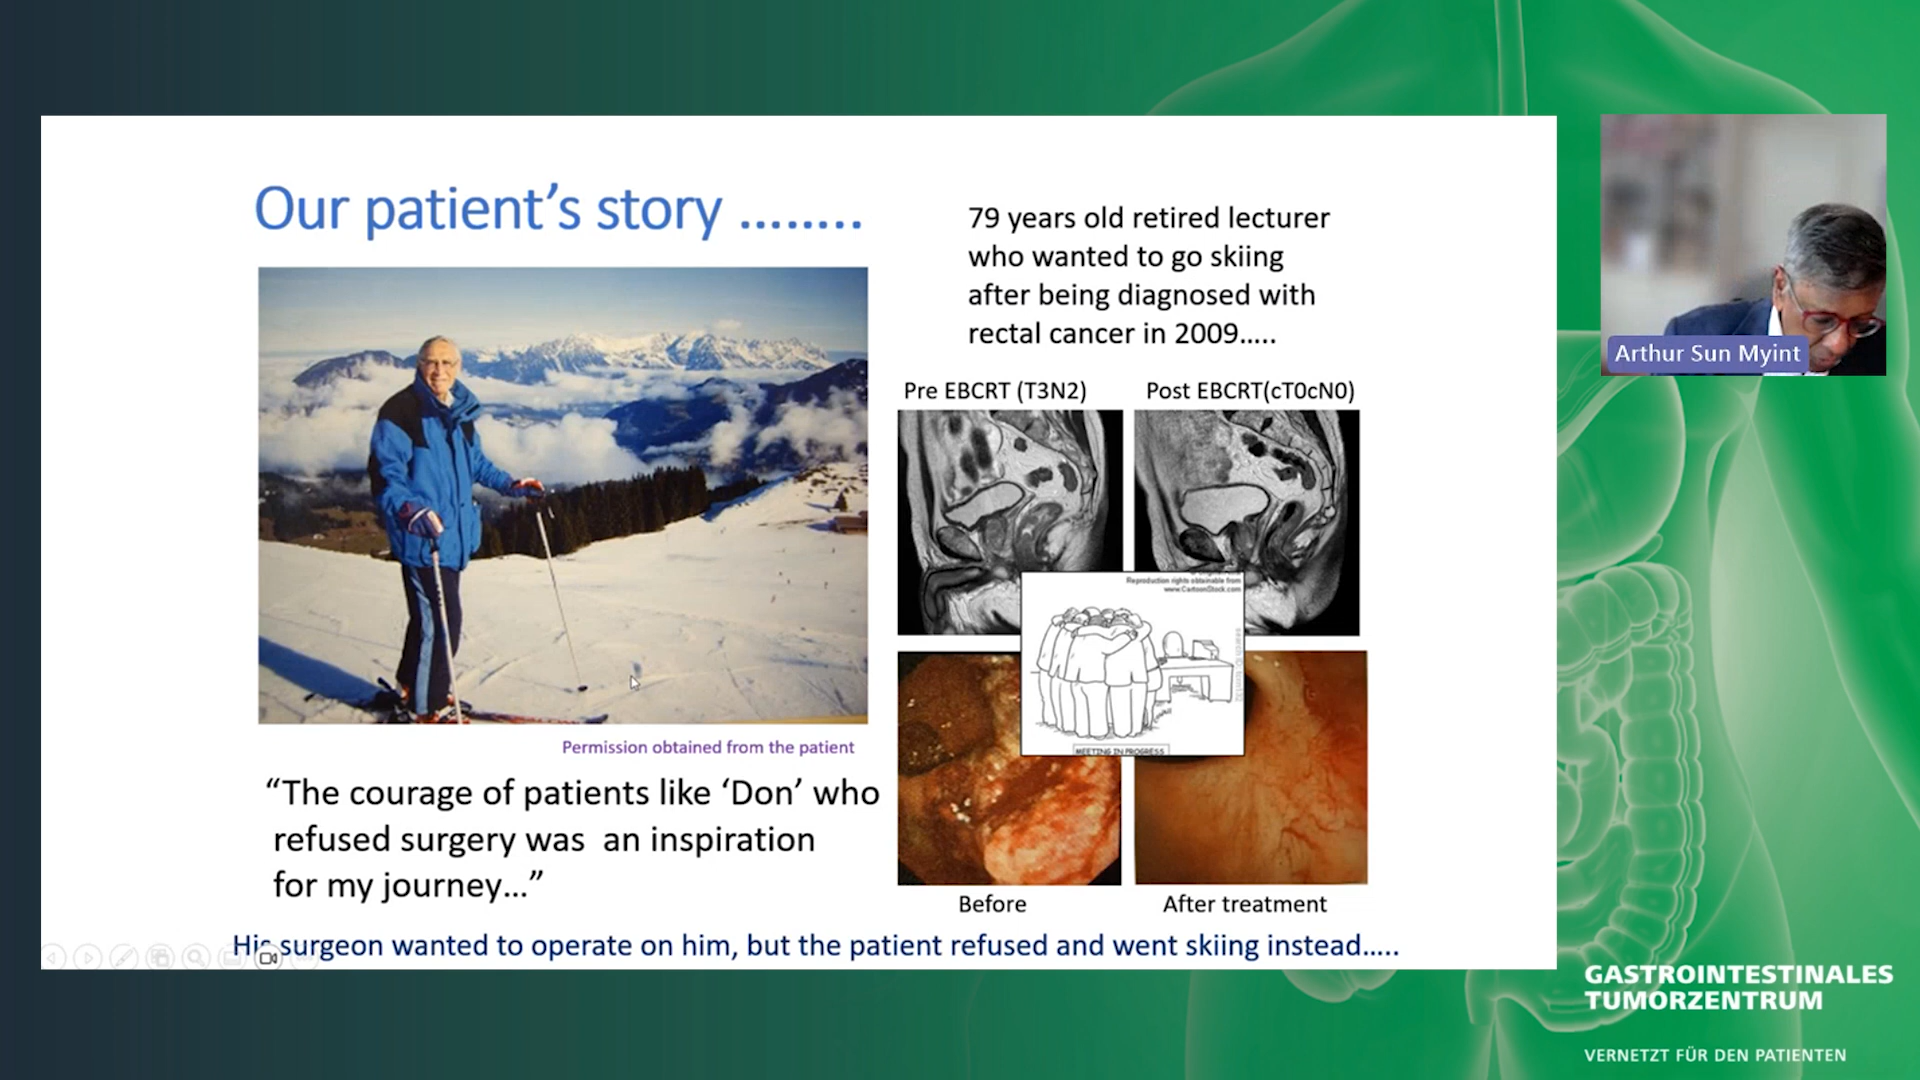 Our patient's story ........
79 years old retired lecturer
who wanted to go skiing
after being diagnosed with
rectal cancer in 2009.....
Pre EBCRT (T3N2)
Post EBCRT(cT0cN0)
Reproduction rights obtainable from
www.CartoonStock.com
MEETING IN PROGRESS
Before
After treatment
Permission obtained from the patient
“The courage of patients like ‘Don’ who
refused surgery was an inspiration
for my journey...”
His surgeon wanted to operate on him, but the patient refused and went skiing instead.....
Arthur Sun Myint
GASTROINTESTINALES
TUMORZENTRUM
VERNETZT FÜR DEN PATIENTEN